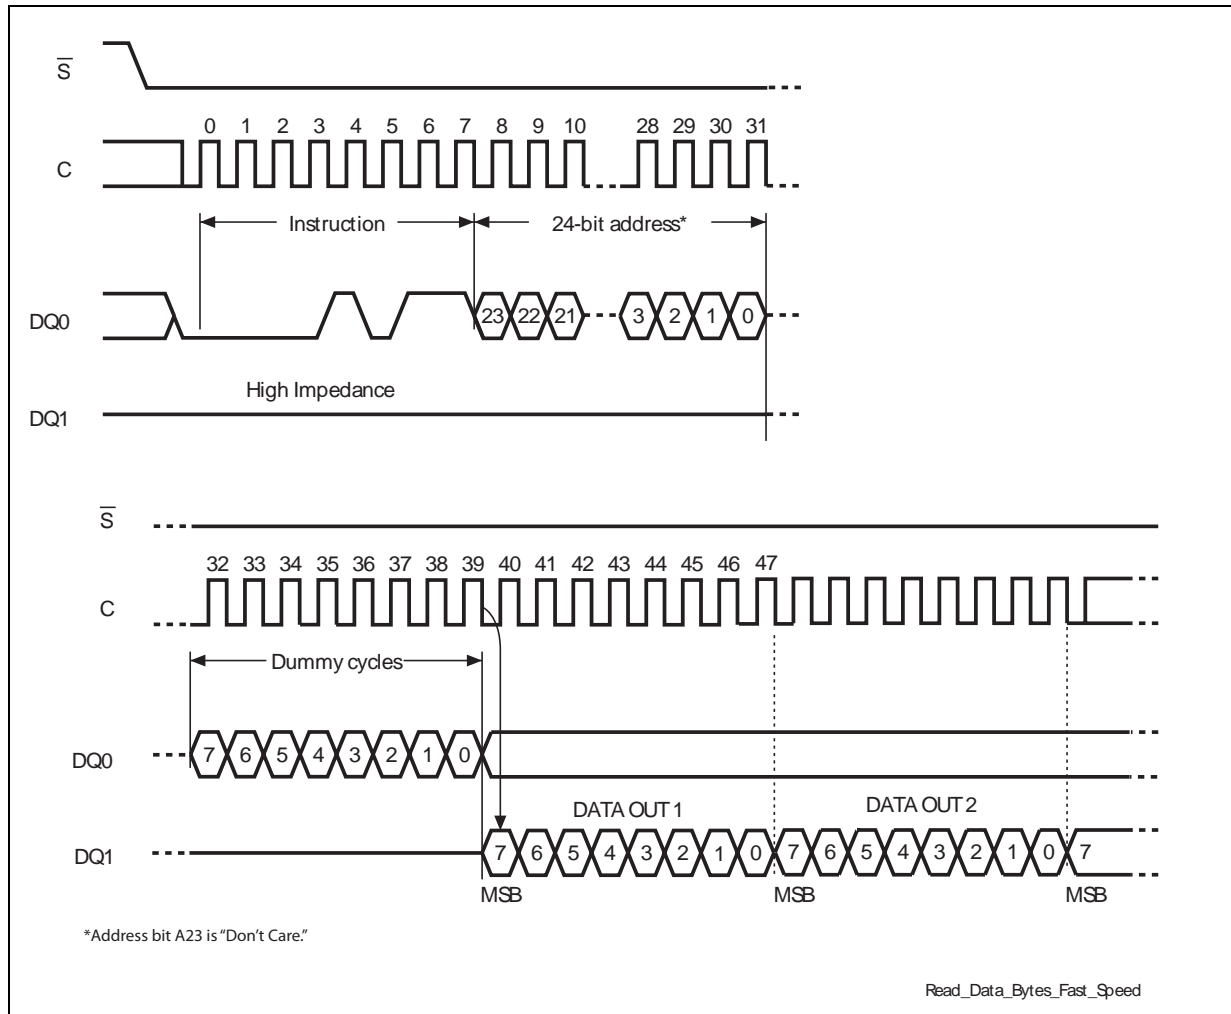 S
0 1 2 3 4 5 6 7 8 9 10 28 29 30 31
C
Instruction 24-bit address*
DQ0 23 22 21 3 2 1 0
High Impedance
DQ1
S
32 33 34 35 36 37 38 39 40 41 42 43 44 45 46 47
C
Dummy cycles
DQ0 7 6 5 4 3 2 1 0
DATA OUT 1 DATA OUT 2
DQ1 7 6 5 4 3 2 1 0 7 6 5 4 3 2 1 0 7
MSB MSB MSB
*Address bit A23 is “Don’t Care.”
Read_Data_Bytes_Fast_Speed